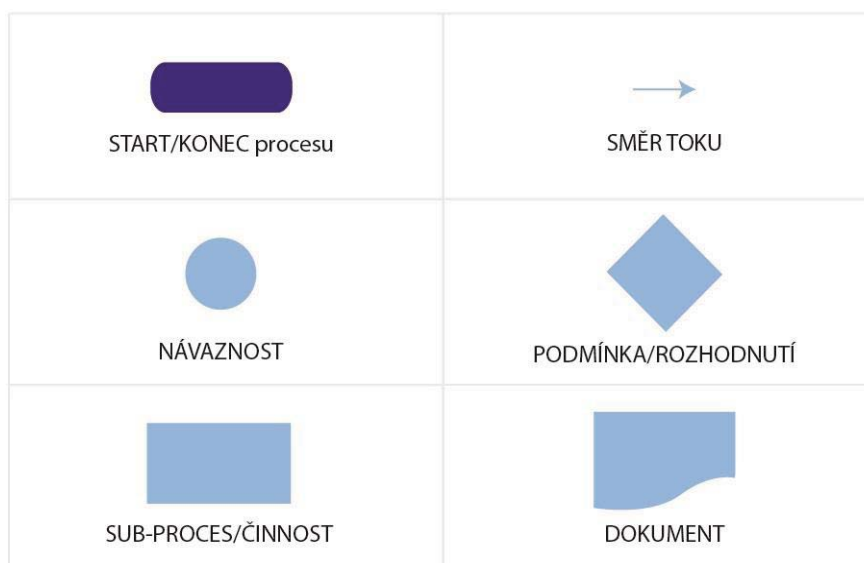 START/KONEC procesu
SMĚR TOKU
NÁVAZNOST
PODMÍNKA/ROZHODNUTÍ
SUB-PROCES/ČINNOST
DOKUMENT